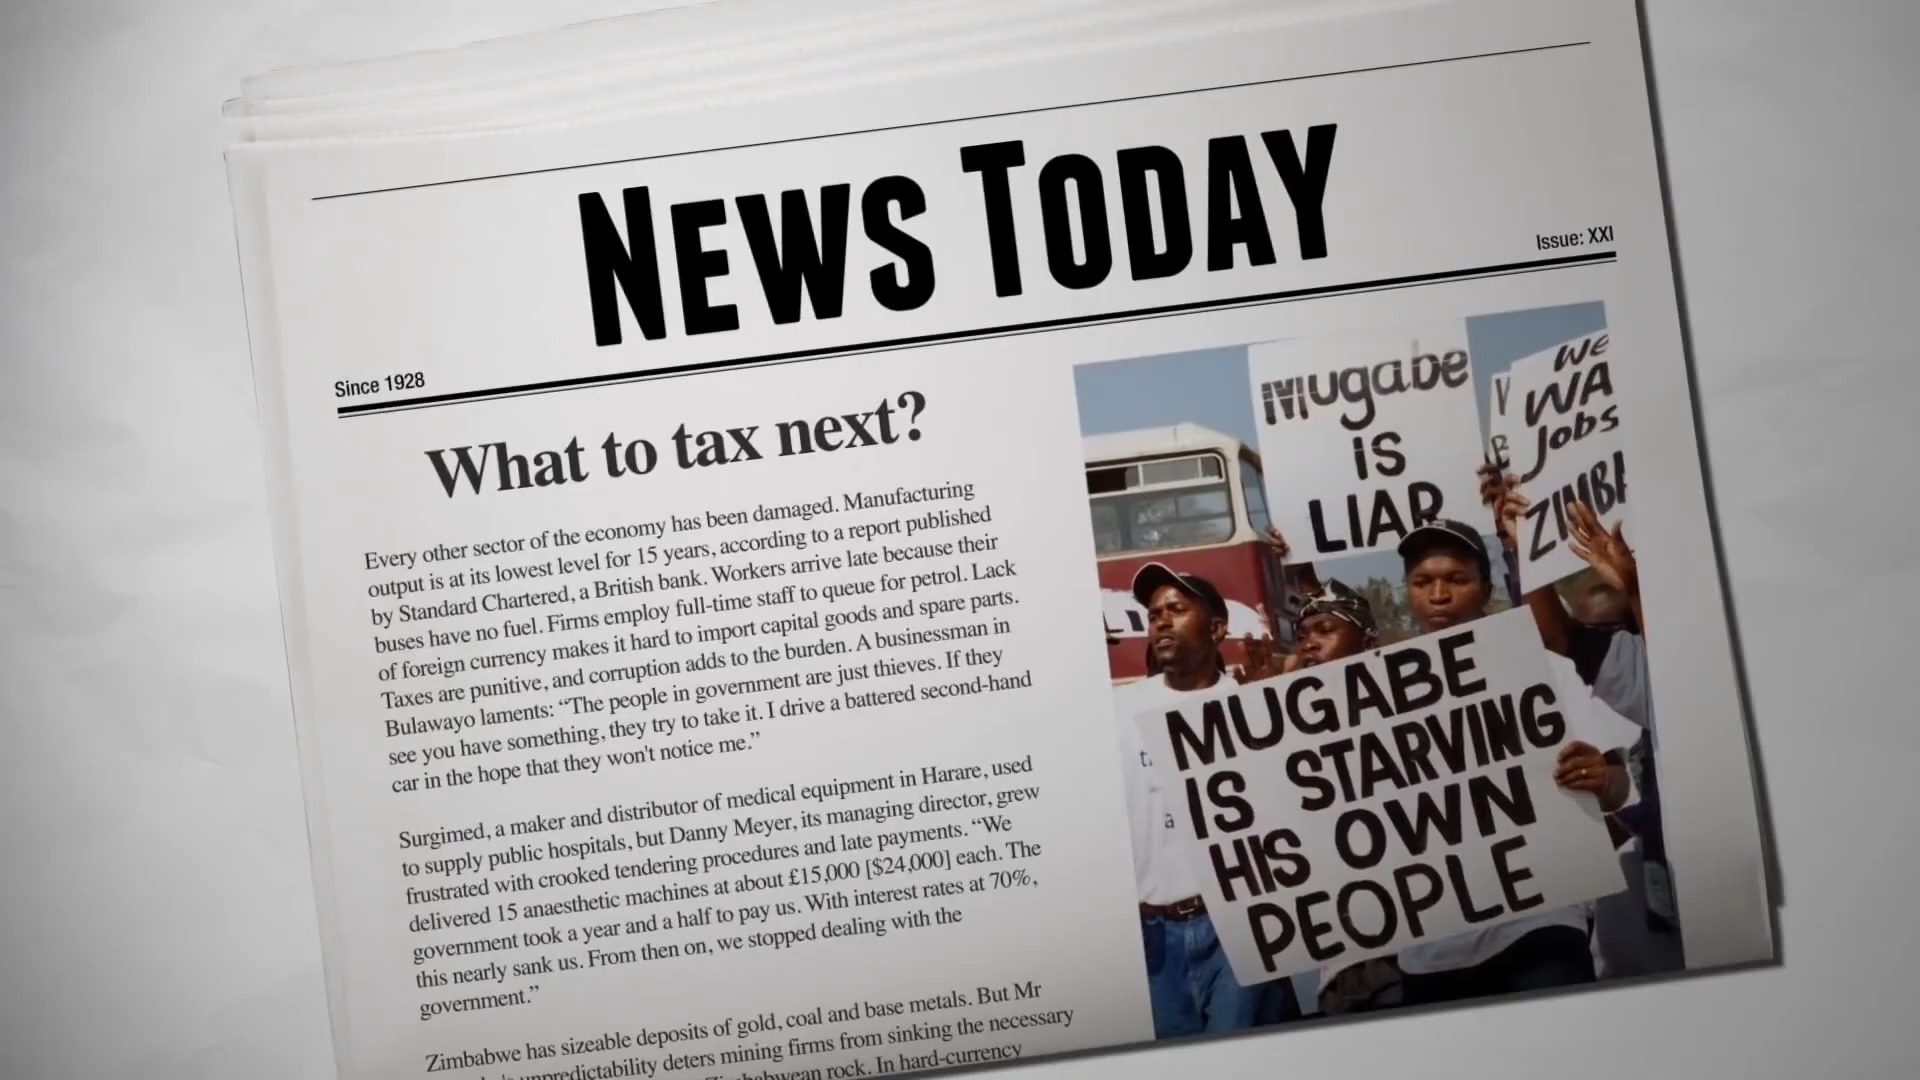 NEWS TODAY
Issue: XXI
Since 1928
What to tax next?
Every other sector of the economy has been damaged. Manufacturing
output is at its lowest level for 15 years, according to a report published
by Standard Chartered, a British bank. Workers arrive late because their
buses have no fuel. Firms employ full-time staff to queue for petrol. Lack
of foreign currency makes it hard to import capital goods and spare parts.
Taxes are punitive, and corruption adds to the burden. A businessman in
Bulawayo laments: “The people in government are just thieves. If they
see you have something, they try to take it. I drive a battered second-hand
car in the hope that they won't notice me.”
Surgimed, a maker and distributor of medical equipment in Harare, used
to supply public hospitals, but Danny Meyer, its managing director, grew
frustrated with crooked tendering procedures and late payments. “We
delivered 15 anaesthetic machines at about £15,000 [$24,000] each. The
government took a year and a half to pay us. With interest rates at 70%,
this nearly sank us. From then on, we stopped dealing with the
government.”
Zimbabwe has sizeable deposits of gold, coal and base metals. But Mr
unpredictability deters mining firms from sinking the necessary
rock. In hard-currency
Mugabe
is
LIAR
We
WA
Jobs
ZIMBA
MUGABE
IS STARVING
HIS OWN
PEOPLE